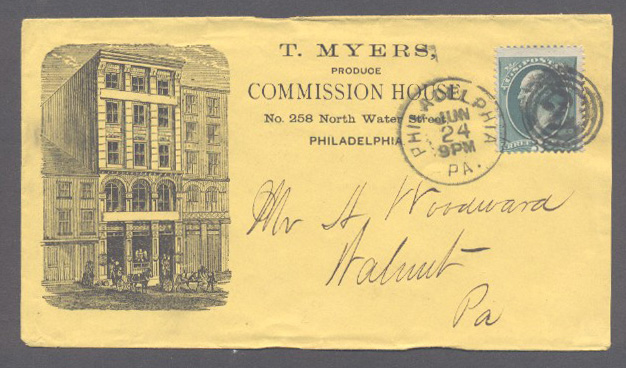 T. MYERS,
PRODUCE
COMMISSION HOUSE,
No. 258 North Water Street,
PHILADELPHIA
PHILADELPHIA
JUN
24
9PM
PA.
Mr H. Woodward
Walnut
Pa